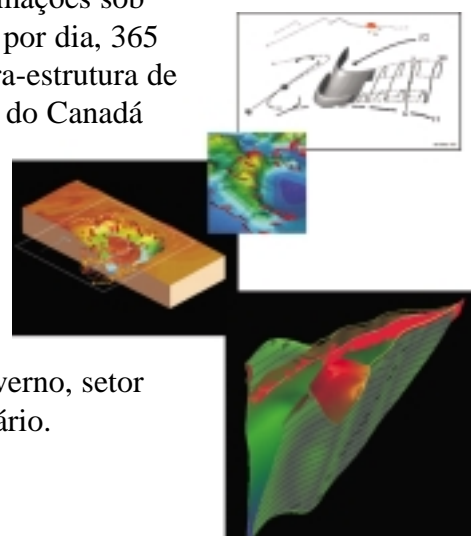 mações sob
por dia, 365
ra-estrutura de
do Canadá
verno, setor
ário.